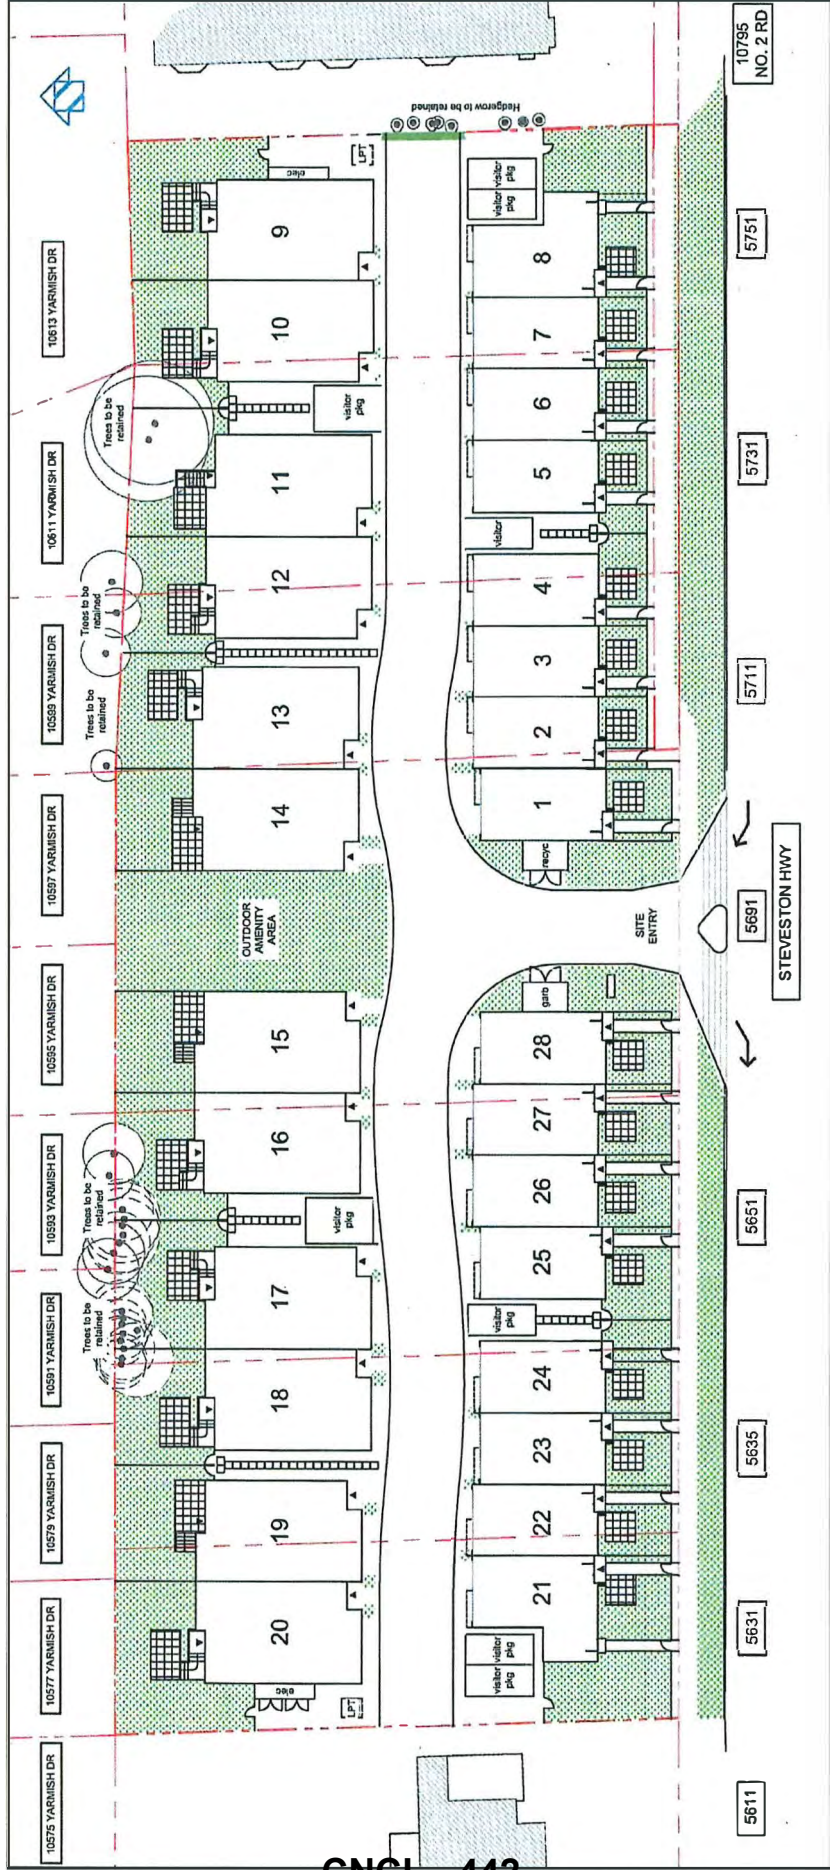 10575 YARMISH DR
10577 YARMISH DR
10579 YARMISH DR
10591 YARMISH DR
10593 YARMISH DR
10595 YARMISH DR
10597 YARMISH DR
10599 YARMISH DR
10611 YARMISH DR
10613 YARMISH DR
Trees to be
retained
Trees to be
retained
Trees to be
retained
Trees to be
retained
Trees to be
retained
20
19
18
17
16
15
OUTDOOR
AMENITY
AREA
14
13
12
11
10
9
elec
elec
LPT
visitor
pkg
visitor
pkg
LPT
Hedgerow to be retained
visitor
pkg
visitor
pkg
visitor
pkg
visitor
visitor
pkg
visitor
pkg
21
22
23
24
25
26
27
28
garb
recyc
1
2
3
4
5
6
7
8
SITE
ENTRY
5611
5631
5635
5651
5691
5711
5731
5751
10795
NO. 2 RD
STEVESTON HWY
CNCL - 442